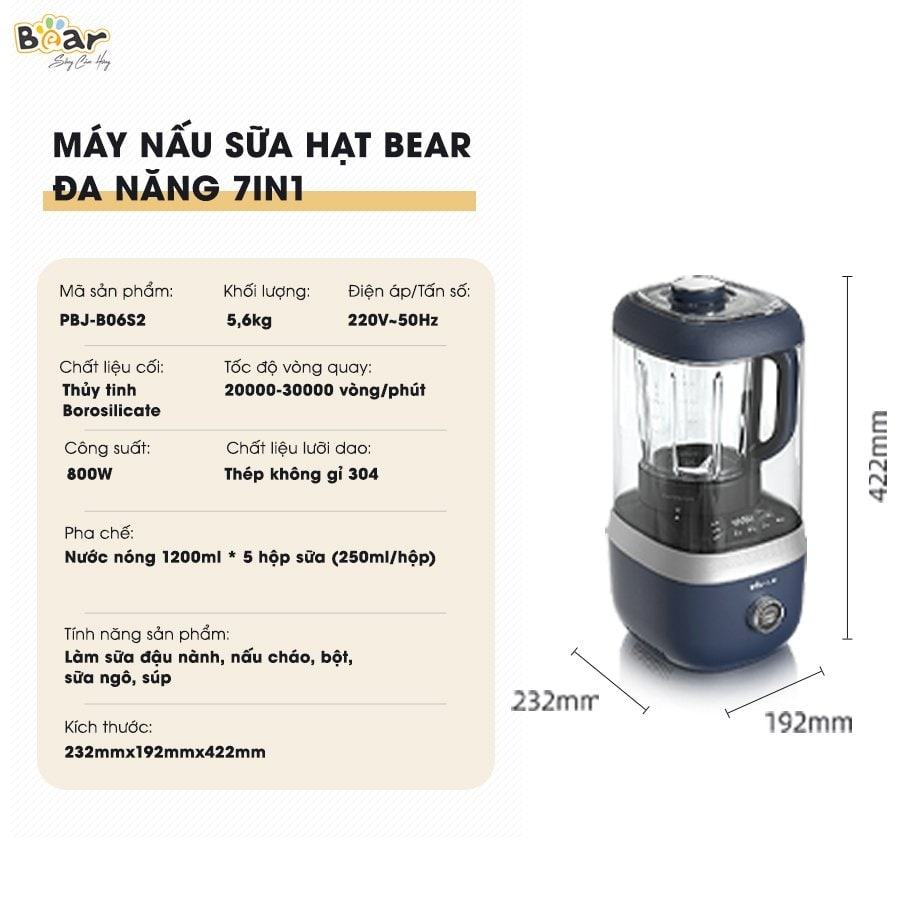 Bear
Sống Cảm Hứng
MÁY NẤU SỮA HẠT BEAR
ĐA NĂNG 7IN1
Mã sản phẩm: Khối lượng: Điện áp/Tấn số:
PBJ-B06S2 5,6kg 220V~50Hz
Chất liệu cối: Tốc độ vòng quay:
Thủy tinh 20000-30000 vòng/phút
Borosilicate
Công suất: Chất liệu lưỡi dao:
800W Thép không gỉ 304
Pha chế:
Nước nóng 1200ml * 5 hộp sữa (250ml/hộp)
Tính năng sản phẩm:
Làm sữa đậu nành, nấu cháo, bột,
sữa ngô, súp
Kích thước:
232mmx192mmx422mm
422mm
232mm
192mm